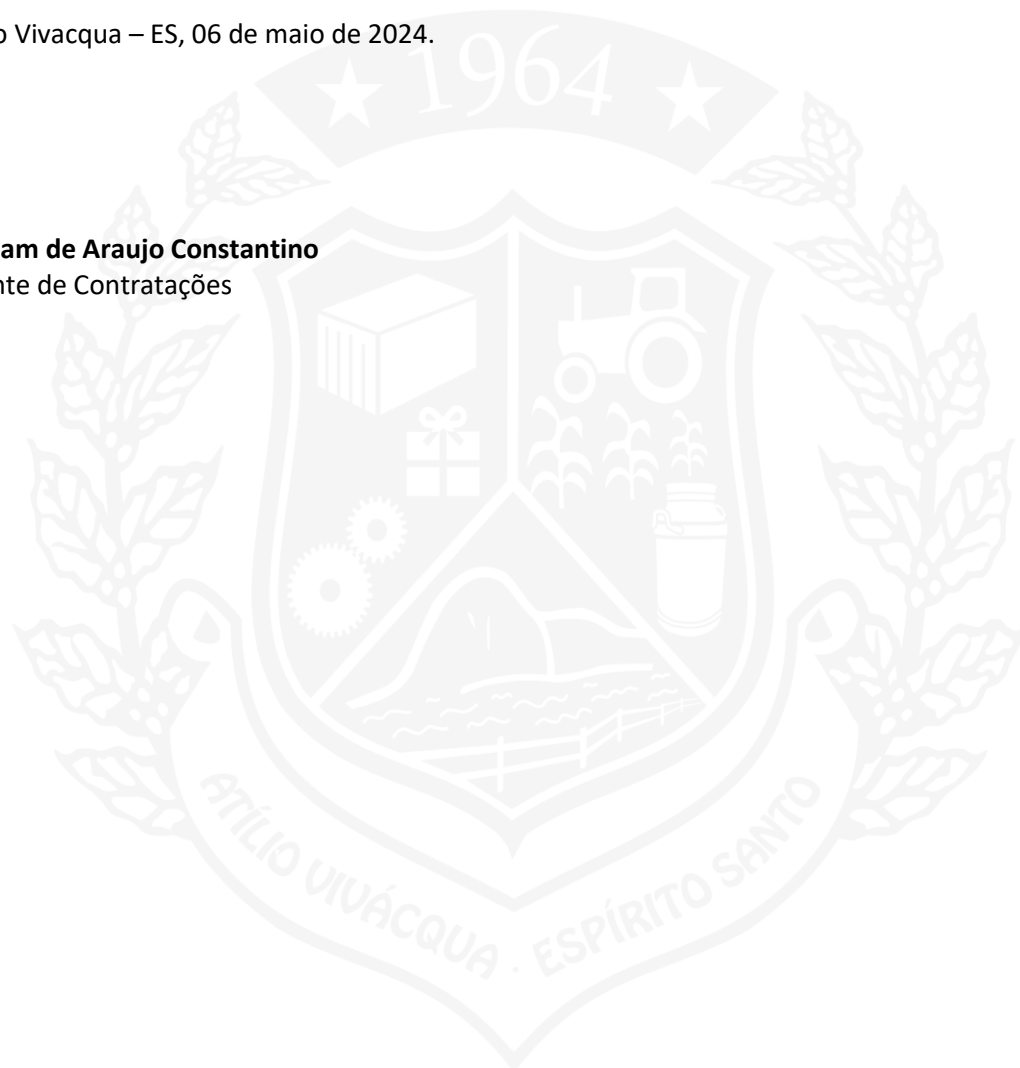 o Vivacqua – ES, 06 de maio de 2024.
1964
am de Araujo Constantino
nte de Contratações
ATÍLIO VIVÁCQUA . ESPÍRITO SANTO